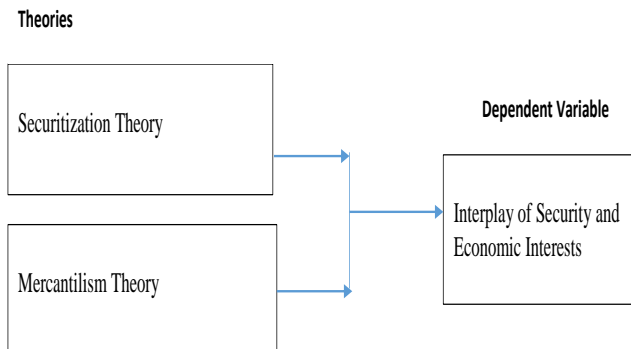 Theories
Securitization Theory
Dependent Variable
Interplay of Security and
Economic Interests
Mercantilism Theory